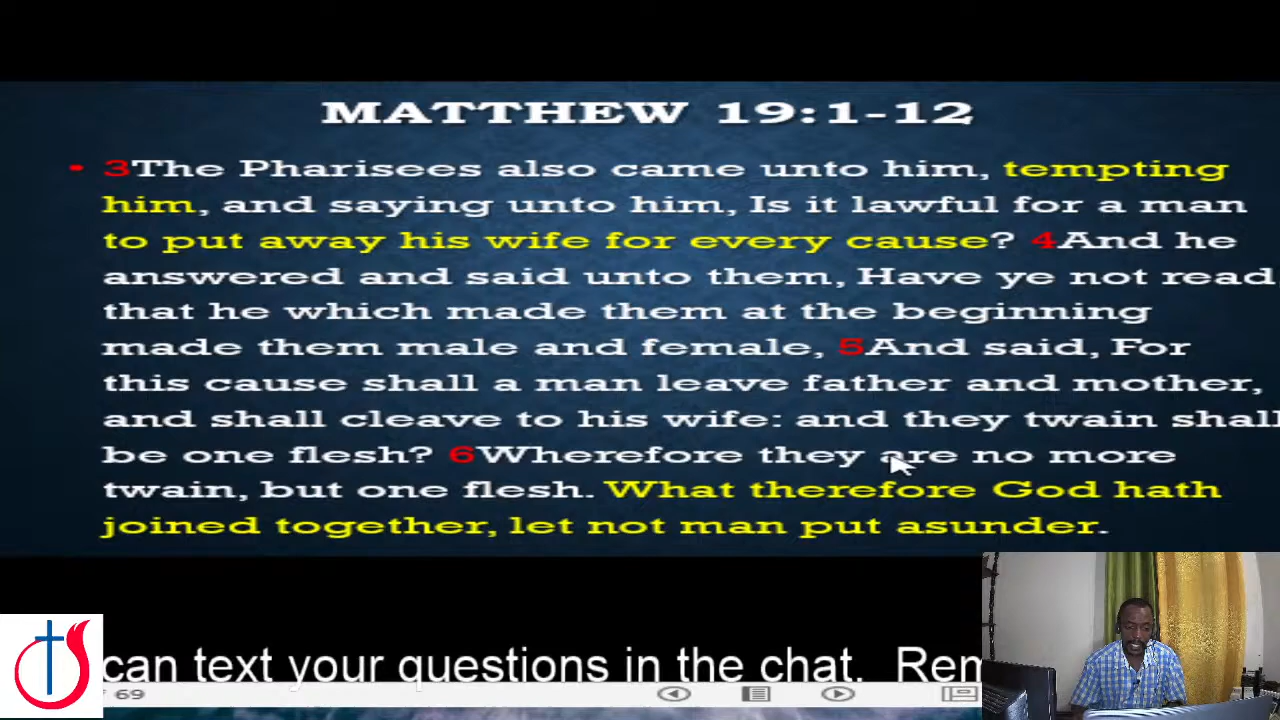 MATTHEW 19:1-12
• 3The Pharisees also came unto him, tempting
him, and saying unto him, Is it lawful for a man
to put away his wife for every cause? 4And he
answered and said unto them, Have ye not read
that he which made them at the beginning
made them male and female, 5And said, For
this cause shall a man leave father and mother,
and shall cleave to his wife: and they twain shall
be one flesh? 6Wherefore they are no more
twain, but one flesh. What therefore God hath
joined together, let not man put asunder.
can text your questions in the chat. Rem
69